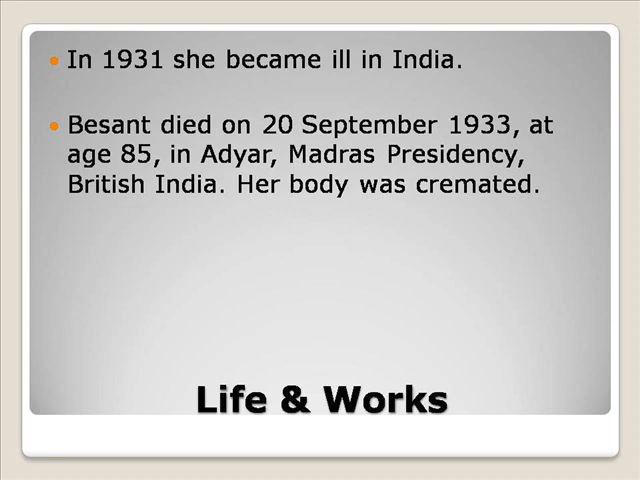 • In 1931 she became ill in India.
• Besant died on 20 September 1933, at
age 85, in Adyar, Madras Presidency,
British India. Her body was cremated.
Life & Works